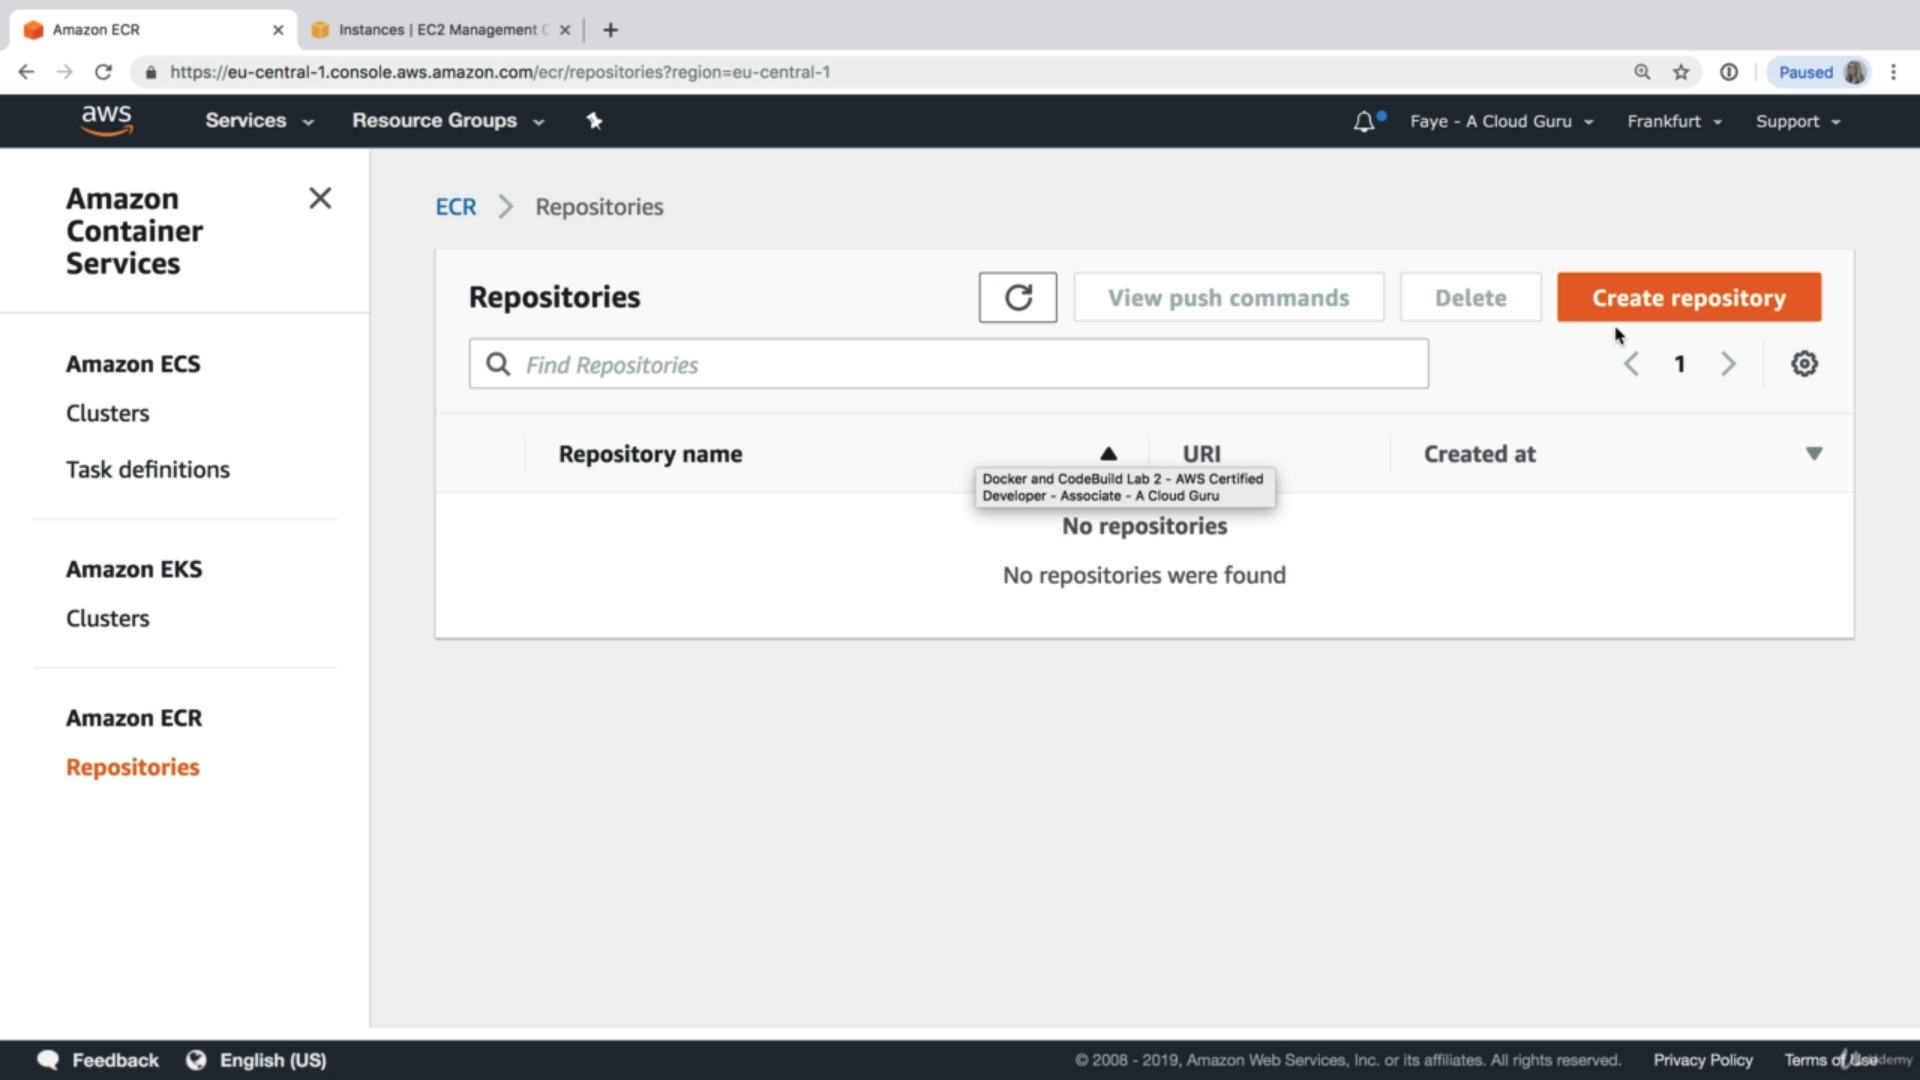 Amazon ECR
Instances | EC2 Management C
https://eu-central-1.console.aws.amazon.com/ecr/repositories?region=eu-central-1
Paused
aws
Services
Resource Groups
Faye - A Cloud Guru
Frankfurt
Support
Amazon
Container
Services
Amazon ECS
Clusters
Task definitions
Amazon EKS
Clusters
Amazon ECR
Repositories
ECR
Repositories
Repositories
View push commands
Delete
Create repository
Find Repositories
1
Repository name
URI
Created at
Docker and CodeBuild Lab 2 - AWS Certified
Developer - Associate - A Cloud Guru
No repositories
No repositories were found
Feedback
English (US)
© 2008 - 2019, Amazon Web Services, Inc. or its affiliates. All rights reserved.
Privacy Policy
Terms of Use